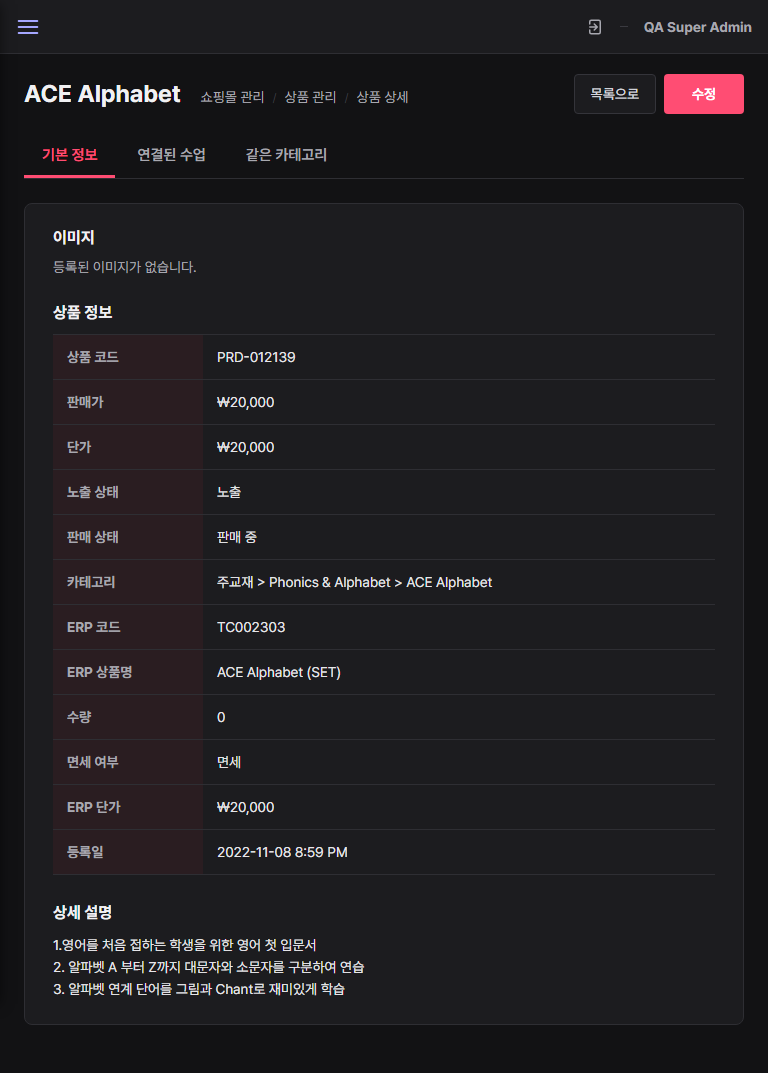 QA Super Admin
ACE Alphabet
쇼핑몰 관리 / 상품 관리 / 상품 상세
목록으로
수정
기본 정보
연결된 수업
같은 카테고리
이미지
등록된 이미지가 없습니다.
상품 정보
상품 코드 PRD-012139
판매가 ₩20,000
단가 ₩20,000
노출 상태 노출
판매 상태 판매 중
카테고리 주교재 > Phonics & Alphabet > ACE Alphabet
ERP 코드 TC002303
ERP 상품명 ACE Alphabet (SET)
수량 0
면세 여부 면세
ERP 단가 ₩20,000
등록일 2022-11-08 8:59 PM
상세 설명
1.영어를 처음 접하는 학생을 위한 영어 첫 입문서
2. 알파벳 A 부터 Z까지 대문자와 소문자를 구분하여 연습
3. 알파벳 연계 단어를 그림과 Chant로 재미있게 학습